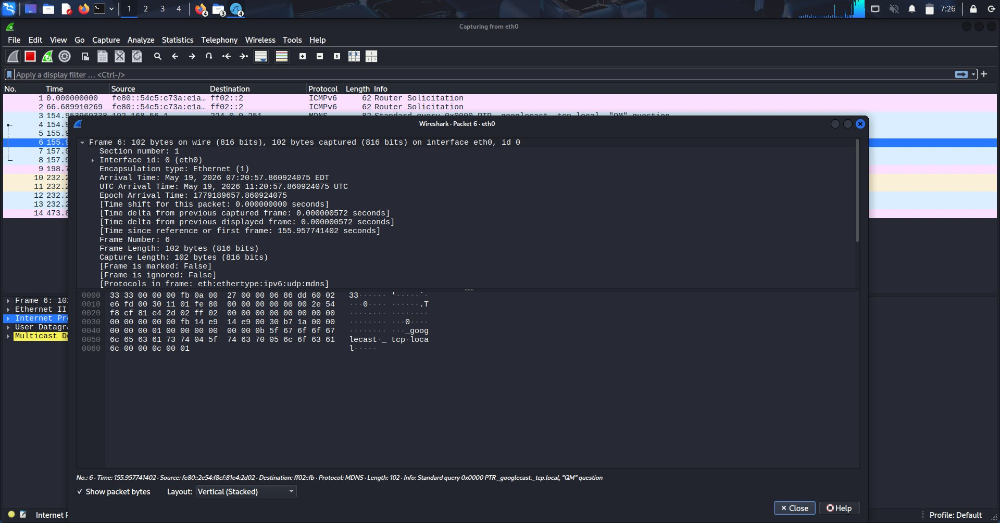 1 2 3 4 4 3 4 7:26
Capturing from eth0
File Edit View Go Capture Analyze Statistics Telephony Wireless Tools Help
Apply a display filter … <Ctrl-/>
No. Time Source Destination Protocol Length Info
1 0.000000000 fe80::54c5:c73a:e1a… ff02::2 ICMPv6 62 Router Solicitation
2 66.689910269 fe80::54c5:c73a:e1a… ff02::2 ICMPv6 62 Router Solicitation
3 154.953969338 192.168.56.1 224.0.0.251 MDNS 82 Standard query 0x0000 PTR _googlecast._tcp.local, "QM" question
4 154.9
5 155.9
6 155.9
7 157.9
8 157.9
9 198.7
10 232.2
11 232.2
12 232.2
13 232.2
14 473.8
Wireshark · Packet 6 · eth0
Frame 6: 102 bytes on wire (816 bits), 102 bytes captured (816 bits) on interface eth0, id 0
Section number: 1
Interface id: 0 (eth0)
Encapsulation type: Ethernet (1)
Arrival Time: May 19, 2026 07:20:57.860924075 EDT
UTC Arrival Time: May 19, 2026 11:20:57.860924075 UTC
Epoch Arrival Time: 1779189657.860924075
[Time shift for this packet: 0.000000000 seconds]
[Time delta from previous captured frame: 0.000000572 seconds]
[Time delta from previous displayed frame: 0.000000572 seconds]
[Time since reference or first frame: 155.957741402 seconds]
Frame Number: 6
Frame Length: 102 bytes (816 bits)
Capture Length: 102 bytes (816 bits)
[Frame is marked: False]
[Frame is ignored: False]
[Protocols in frame: eth:ethertype:ipv6:udp:mdns]
0000 33 33 00 00 00 fb 0a 00 27 00 00 06 86 dd 60 02 33······ '·····`·
0010 e6 fd 00 30 11 01 fe 80 00 00 00 00 00 00 2e 54 ···0···· ······.T
0020 f8 cf 81 e4 2d 02 ff 02 00 00 00 00 00 00 00 00 ····-··· ········
0030 00 00 00 00 00 fb 14 e9 14 e9 00 30 b7 1a 00 00 ········ ···0····
0040 00 00 00 01 00 00 00 00 00 00 0b 5f 67 6f 6f 67 ········ ···_goog
0050 6c 65 63 61 73 74 04 5f 74 63 70 05 6c 6f 63 61 lecast·_ tcp·loca
0060 6c 00 00 0c 00 01 l·····
Frame 6: 10
Ethernet II
Internet Pr
User Datagra
Multicast D
No.: 6 · Time: 155.957741402 · Source: fe80::2e54:f8cf:81e4:2d02 · Destination: ff02::fb · Protocol: MDNS · Length: 102 · Info: Standard query 0x0000 PTR _googlecast._tcp.local, "QM" question
Show packet bytes Layout: Vertical (Stacked)
Close Help
Internet P
Profile: Default